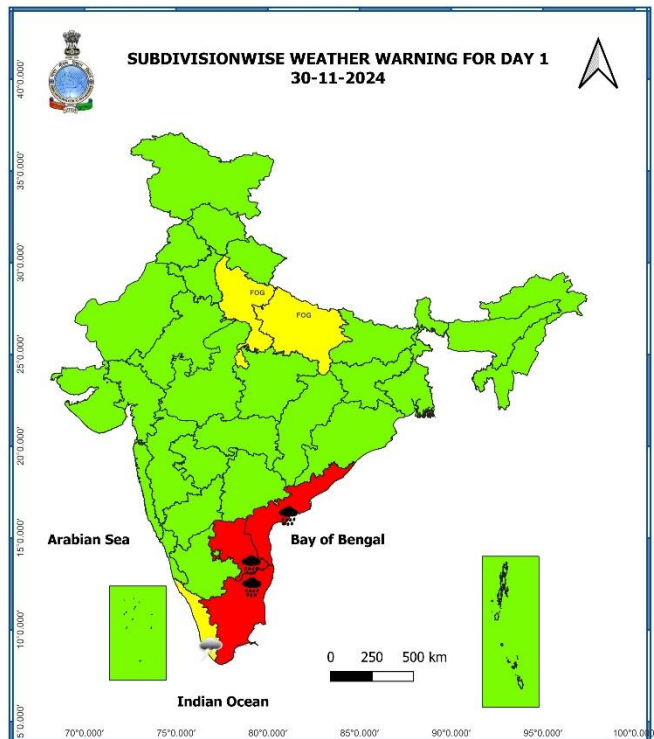 SUBDIVISIONWISE WEATHER WARNING FOR DAY 1
30-11-2024
40°0.000'
35°0.000'
30°0.000'
25°0.000'
20°0.000'
15°0.000'
10°0.000'
5°0.000'
FOG
FOG
Arabian Sea
Bay of Bengal
0 250 500 km
Indian Ocean
70°0.000' 75°0.000' 80°0.000' 85°0.000' 90°0.000' 95°0.000' 100°0.000'